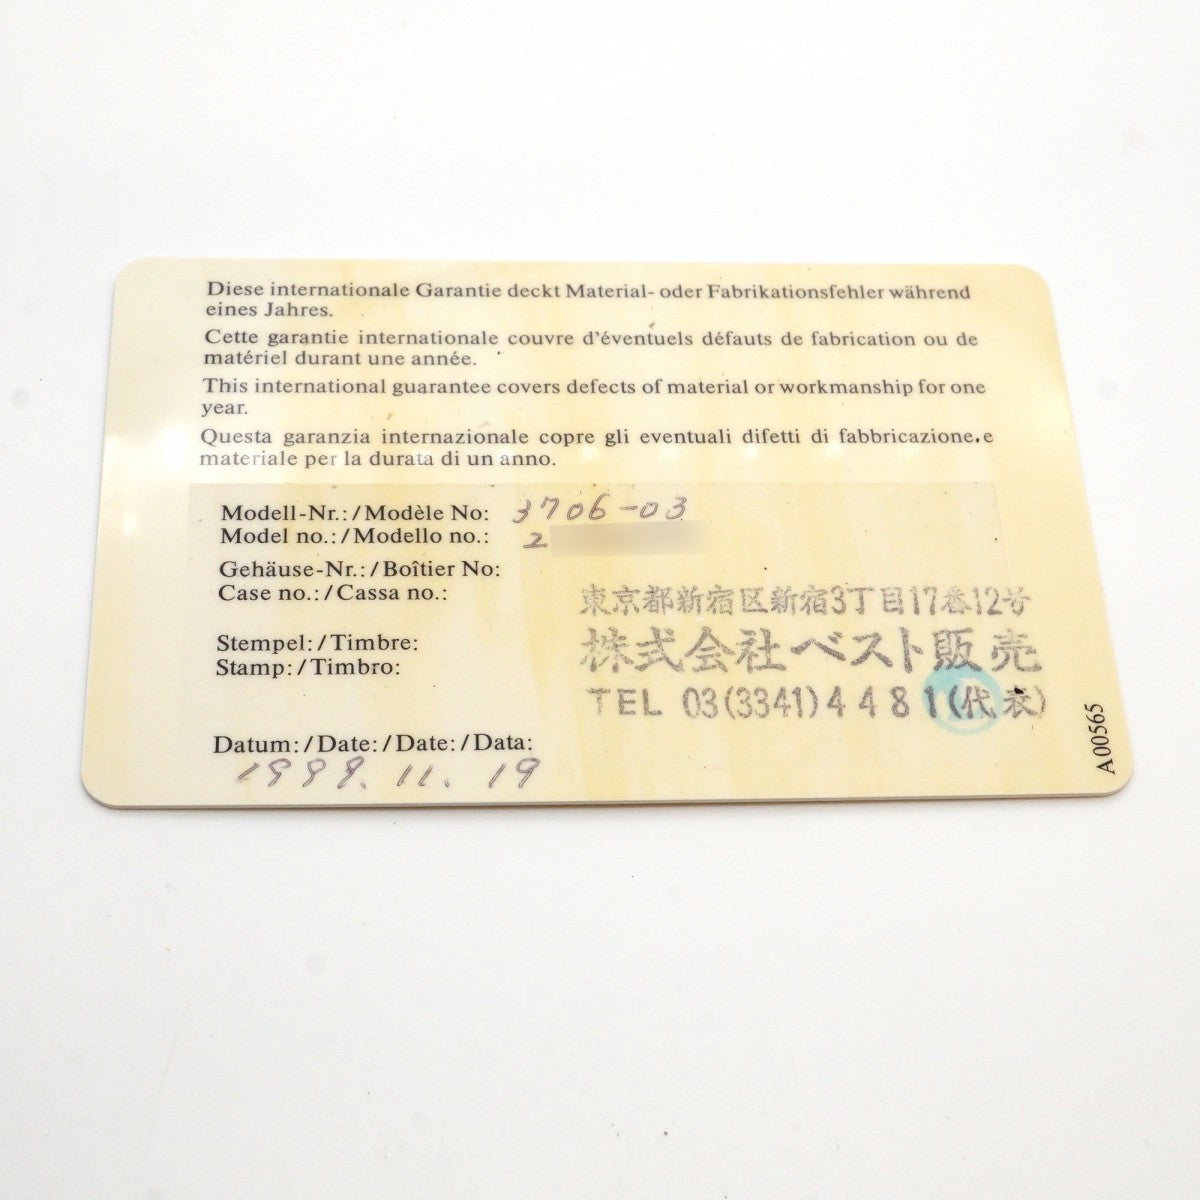 Diese internationale Garantie deckt Material- oder Fabrikationsfehler während
eines Jahres.
Cette garantie internationale couvre d'éventuels défauts de fabrication ou de
matériel durant une année.
This international guarantee covers defects of material or workmanship for one
year.
Questa garanzia internazionale copre gli eventuali difetti di fabbricazione e
materiale per la durata di un anno.
Modell-Nr.:/Modèle No: 3706-03
Model no.:/Modello no.: 2
Gehäuse-Nr.:/Boîtier No:
Case no.:/Cassa no.:
東京都新宿区新宿3丁目17番12号
Stempel:/Timbre:
株式会社ベスト販売
Stamp:/Timbro:
TEL 03(3341)4481(代表)
Datum:/Date:/Date:/Data:
1999. 11. 19
A00565